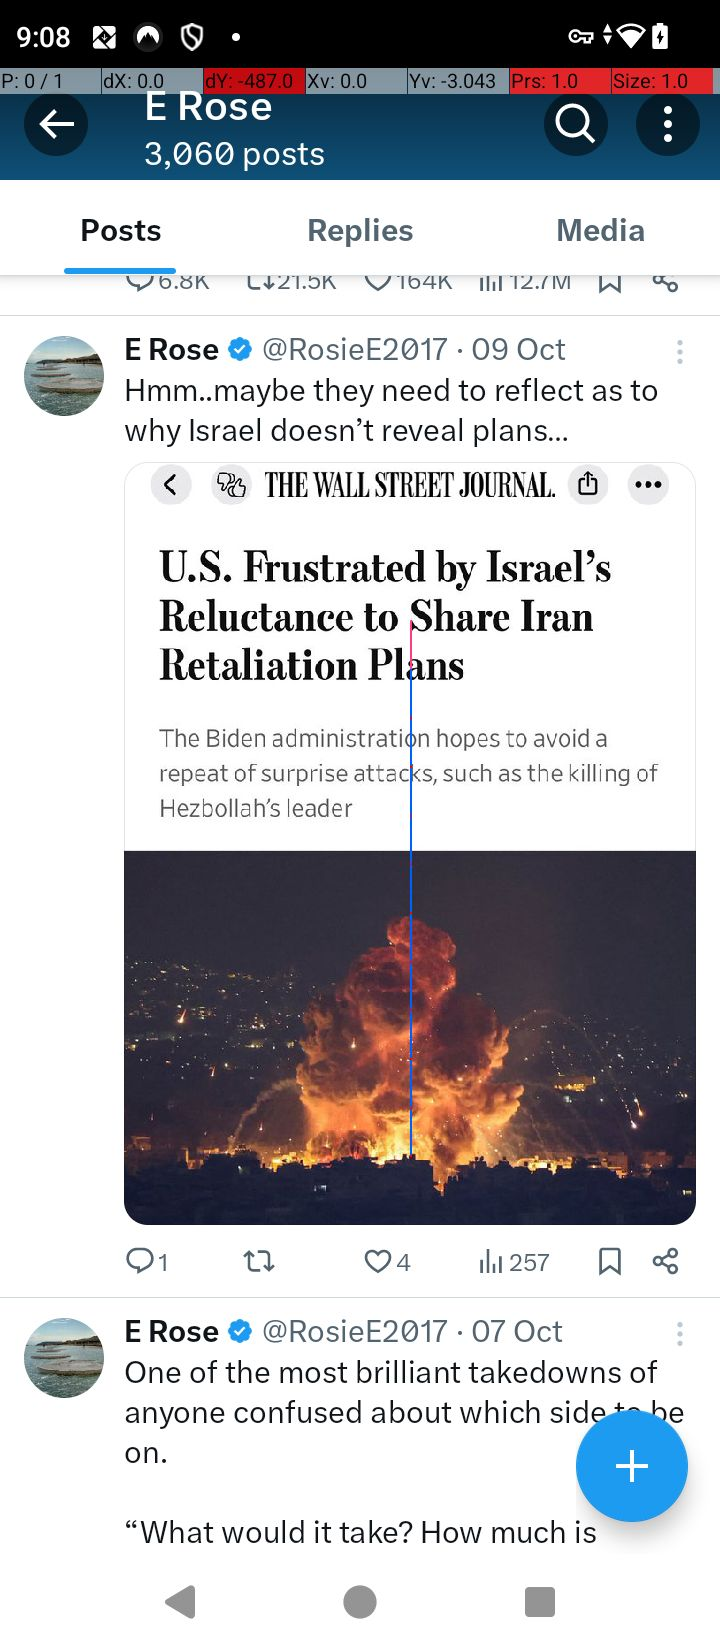 9:08
P: 0 / 1 dX: 0.0 dY: -487.0 Xv: 0.0 Yv: -3.043 Prs: 1.0 Size: 1.0
E Rose
3,060 posts
Posts Replies Media
6.8K 21.5K 164K 12.7M
E Rose @RosieE2017 · 09 Oct
Hmm..maybe they need to reflect as to
why Israel doesn’t reveal plans...
THE WALL STREET JOURNAL.
U.S. Frustrated by Israel’s
Reluctance to Share Iran
Retaliation Plans
The Biden administration hopes to avoid a
repeat of surprise attacks, such as the killing of
Hezbollah’s leader
1 4 257
E Rose @RosieE2017 · 07 Oct
One of the most brilliant takedowns of
anyone confused about which side to be
on.
“What would it take? How much is